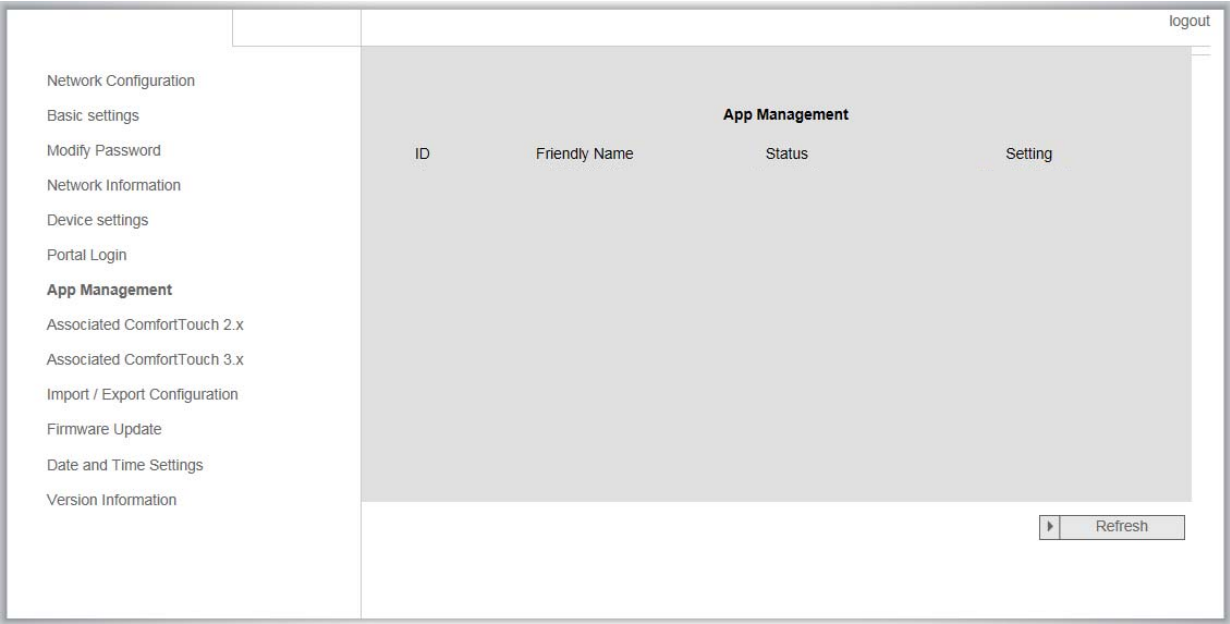 logout
Network Configuration
Basic settings
Modify Password
Network Information
Device settings
Portal Login
App Management
Associated ComfortTouch 2.x
Associated ComfortTouch 3.x
Import / Export Configuration
Firmware Update
Date and Time Settings
Version Information
App Management
ID Friendly Name Status Setting
Refresh